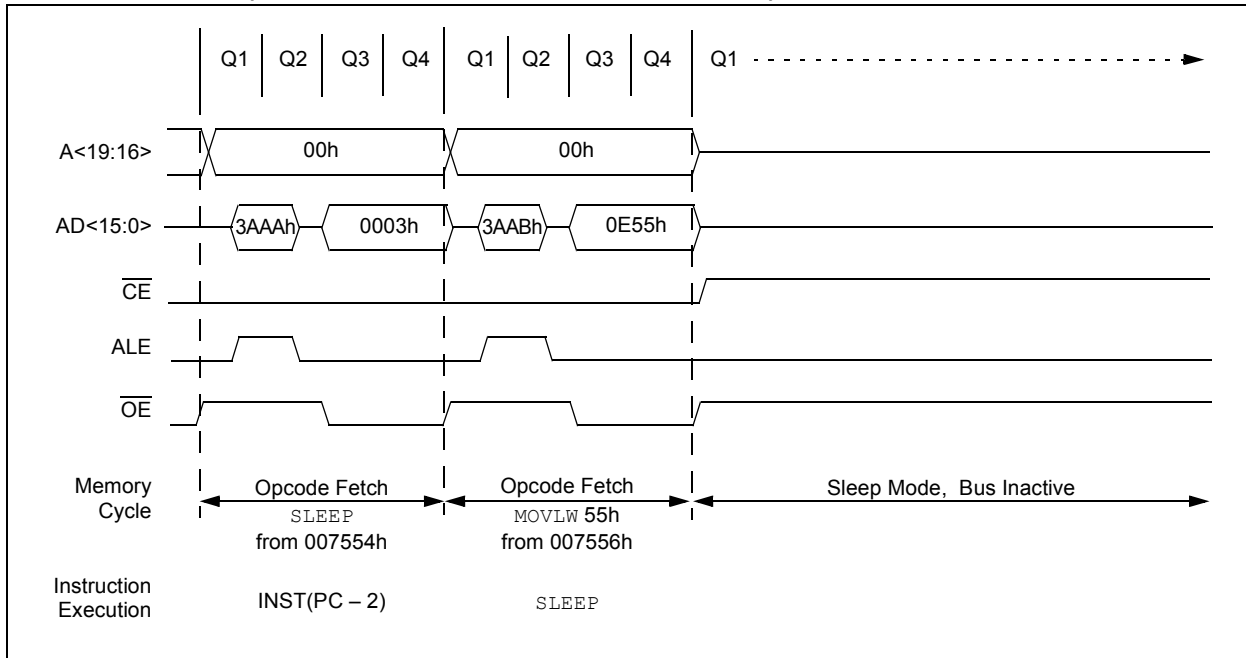 Q1 Q2 Q3 Q4 Q1 Q2 Q3 Q4 Q1
A<19:16> 00h 00h
AD<15:0> 3AAAh 0003h 3AABh 0E55h
CE
ALE
OE
Memory Cycle
Opcode Fetch
SLEEP
from 007554h
Opcode Fetch
MOVLW 55h
from 007556h
Sleep Mode, Bus Inactive
Instruction Execution
INST(PC – 2)
SLEEP